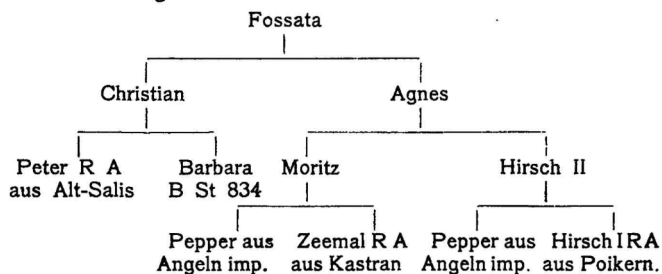 Fossata
Christian Agnes
Peter R A Barbara Moritz Hirsch II
aus Alt-Salis B St 834
Pepper aus Zeemal R A Pepper aus Hirsch I R A
Angeln imp. aus Kastran Angeln imp. aus Poikern.